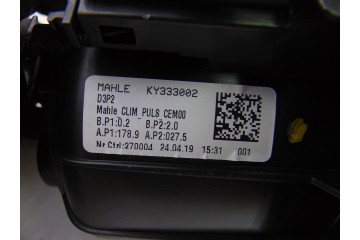 MAHLE KY333002
D3P2
Mahle CLIM PULS CEM00
B.P1:0.2 - B.P2:2.0
A.P1:178.9 A.P2:027.5
Nr Ctrl:270004 24.04.19 15:31 001